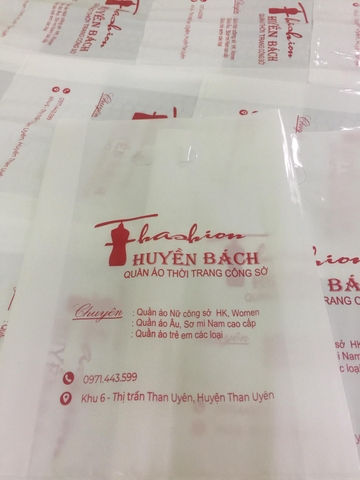 Fhashion
HUYỀN BÁCH
QUẦN ÁO THỜI TRANG CÔNG SỞ
Chuyên : Quần áo Nữ công sở HK, Women
: Quần áo Âu, Sơ mi Nam cao cấp
: Quần áo trẻ em các loại
0971.443.599
Khu 6 - Thị trấn Than Uyên, Huyện Than Uyên